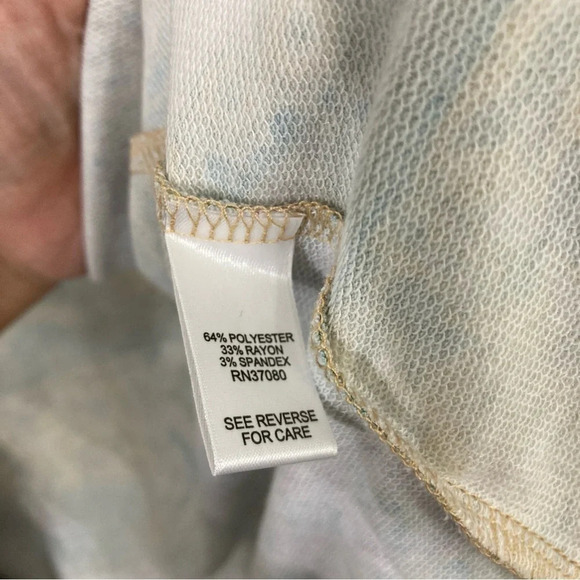 64% POLYESTER
33% RAYON
3% SPANDEX
RN37080
SEE REVERSE
FOR CARE